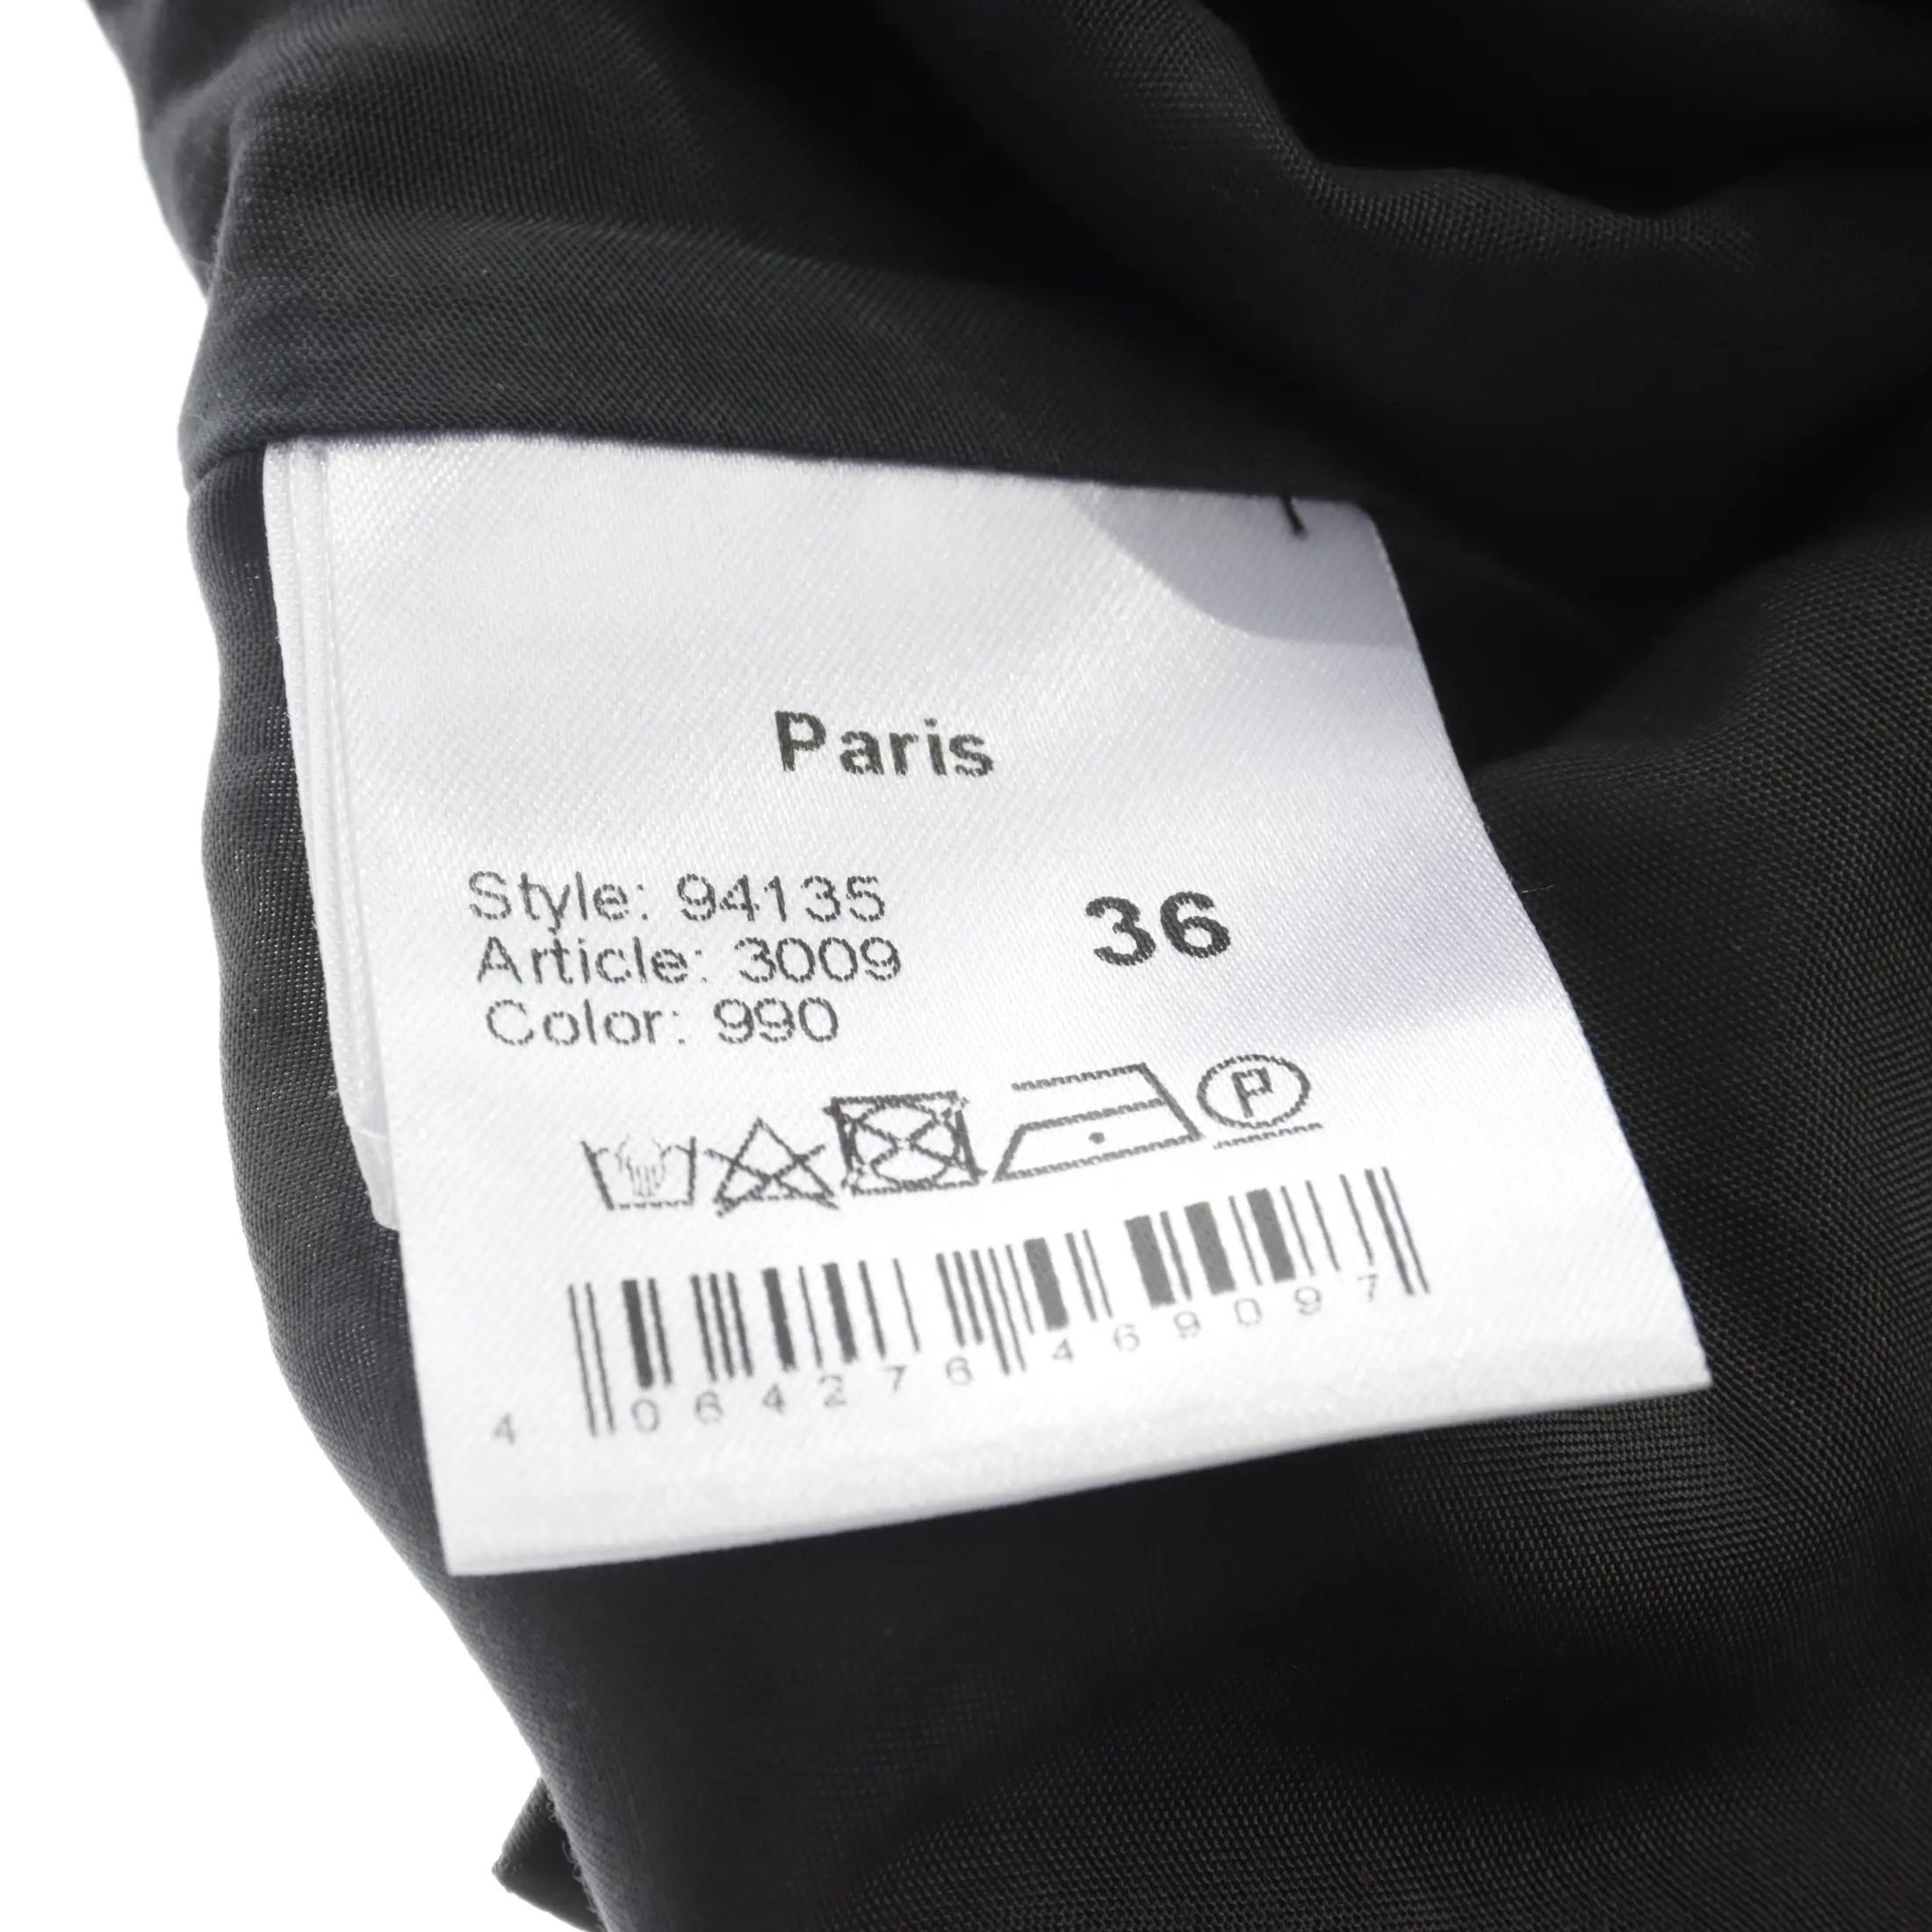 Paris
Style: 94135
Article: 3009
Color: 990
36
P
4 064276 469097